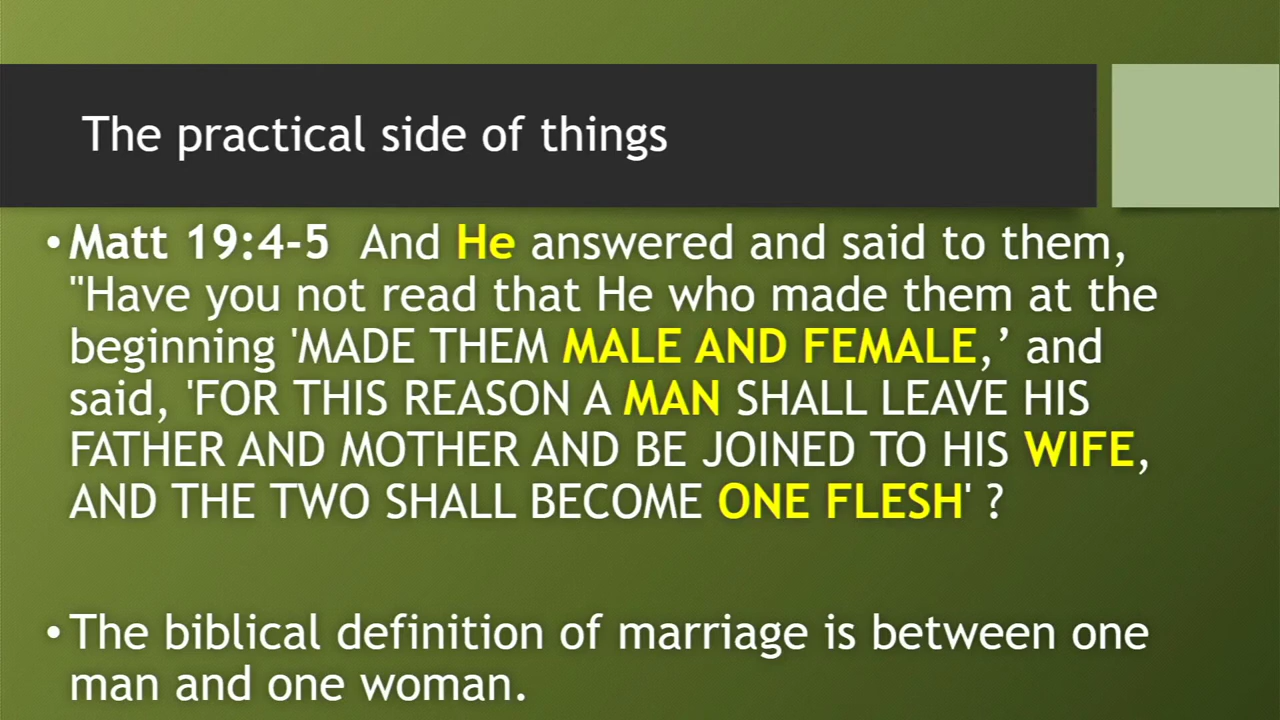 The practical side of things
• Matt 19:4-5 And He answered and said to them,
"Have you not read that He who made them at the
beginning 'MADE THEM MALE AND FEMALE,’ and
said, 'FOR THIS REASON A MAN SHALL LEAVE HIS
FATHER AND MOTHER AND BE JOINED TO HIS WIFE,
AND THE TWO SHALL BECOME ONE FLESH' ?
• The biblical definition of marriage is between one
man and one woman.